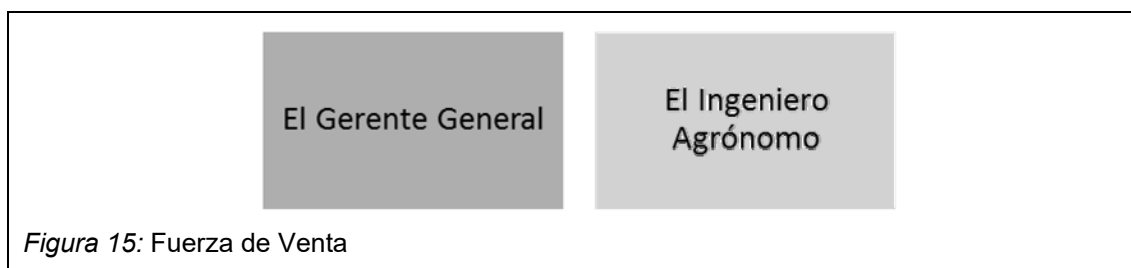 El Gerente General
El Ingeniero
Agrónomo
Figura 15: Fuerza de Venta